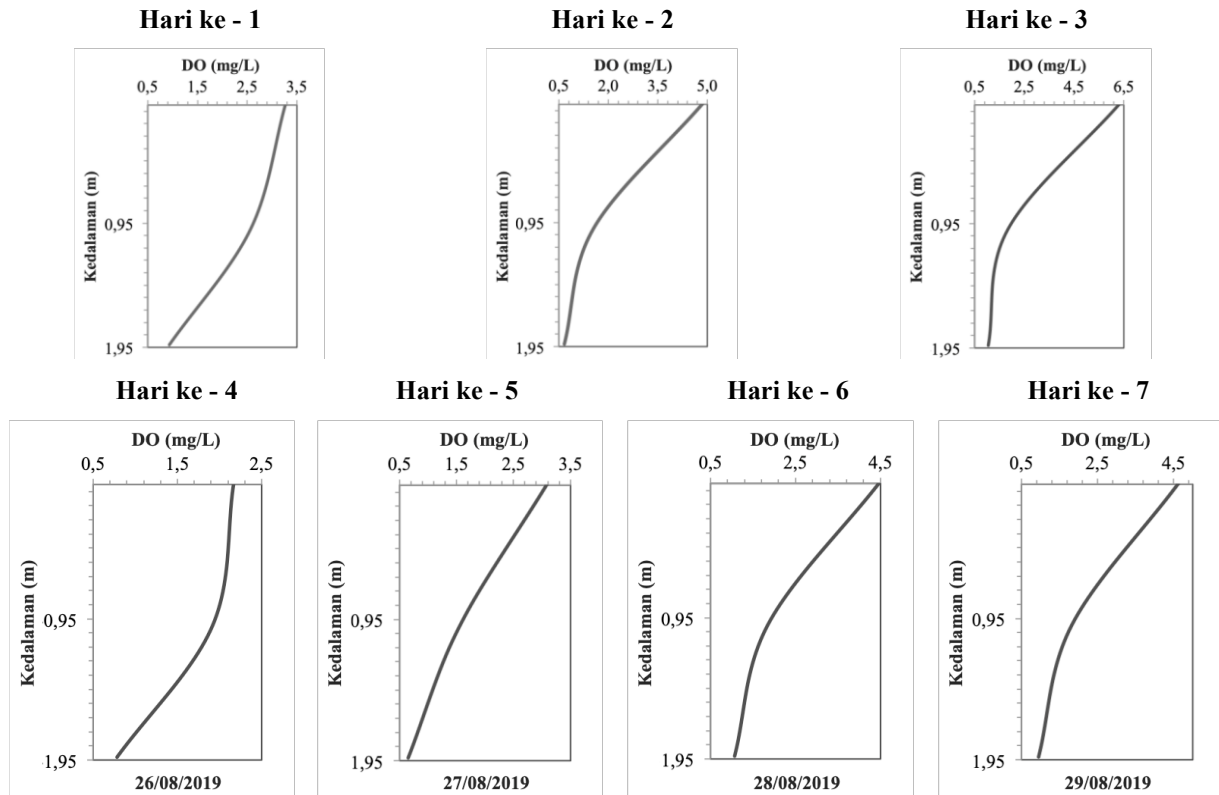 Hari ke - 1
DO (mg/L)
0,5 1,5 2,5 3,5
Kedalaman (m)
0,95
1,95
Hari ke - 2
DO (mg/L)
0,5 2,0 3,5 5,0
Kedalaman (m)
0,95
1,95
Hari ke - 3
DO (mg/L)
0,5 2,5 4,5 6,5
Kedalaman (m)
0,95
1,95
Hari ke - 4
DO (mg/L)
0,5 1,5 2,5
Kedalaman (m)
0,95
1,95
26/08/2019
Hari ke - 5
DO (mg/L)
0,5 1,5 2,5 3,5
Kedalaman (m)
0,95
1,95
27/08/2019
Hari ke - 6
DO (mg/L)
0,5 2,5 4,5
Kedalaman (m)
0,95
1,95
28/08/2019
Hari ke - 7
DO (mg/L)
0,5 2,5 4,5
Kedalaman (m)
0,95
1,95
29/08/2019